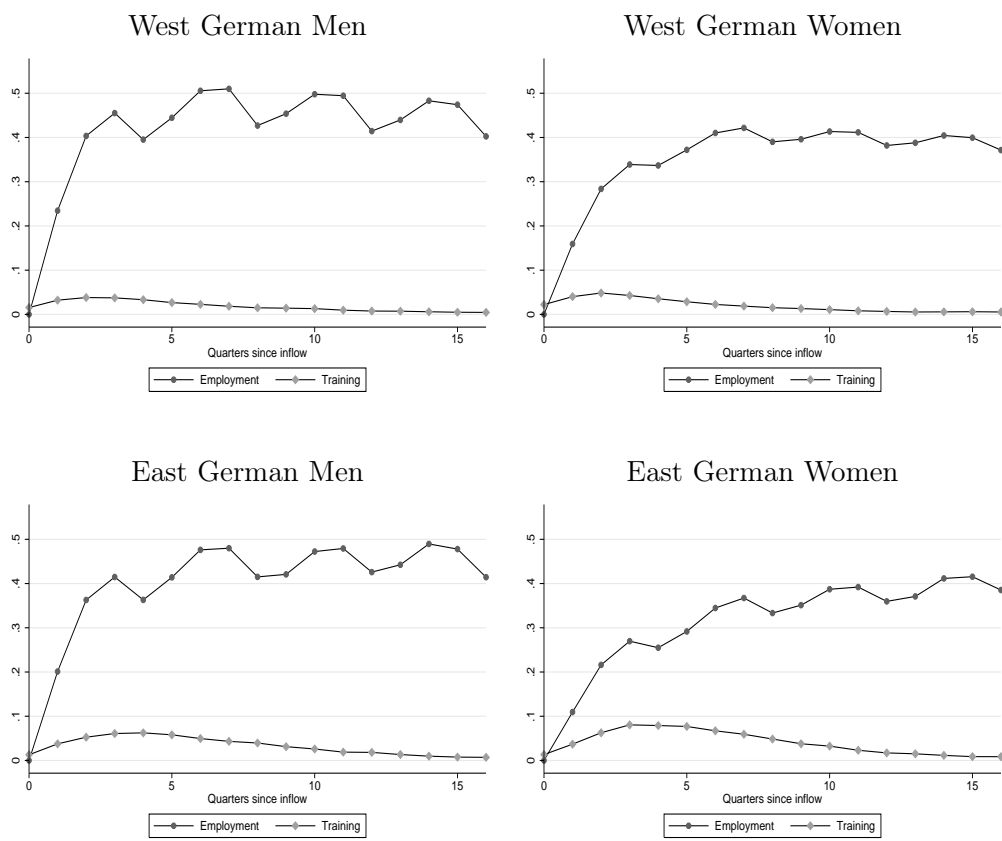 West German Men
.5
.4
.3
.2
.1
0
0 5 10 15
Quarters since inflow
Employment Training
West German Women
.5
.4
.3
.2
.1
0
0 5 10 15
Quarters since inflow
Employment Training
East German Men
.5
.4
.3
.2
.1
0
0 5 10 15
Quarters since inflow
Employment Training
East German Women
.5
.4
.3
.2
.1
0
0 5 10 15
Quarters since inflow
Employment Training